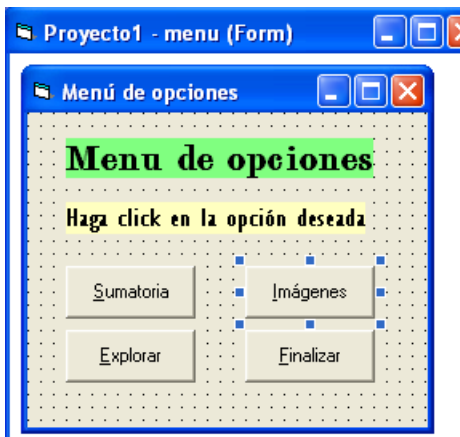 Proyecto1 - menu (Form)
Menú de opciones
Menu de opciones
Haga click en la opción deseada
Sumatoria
Imágenes
Explorar
Finalizar